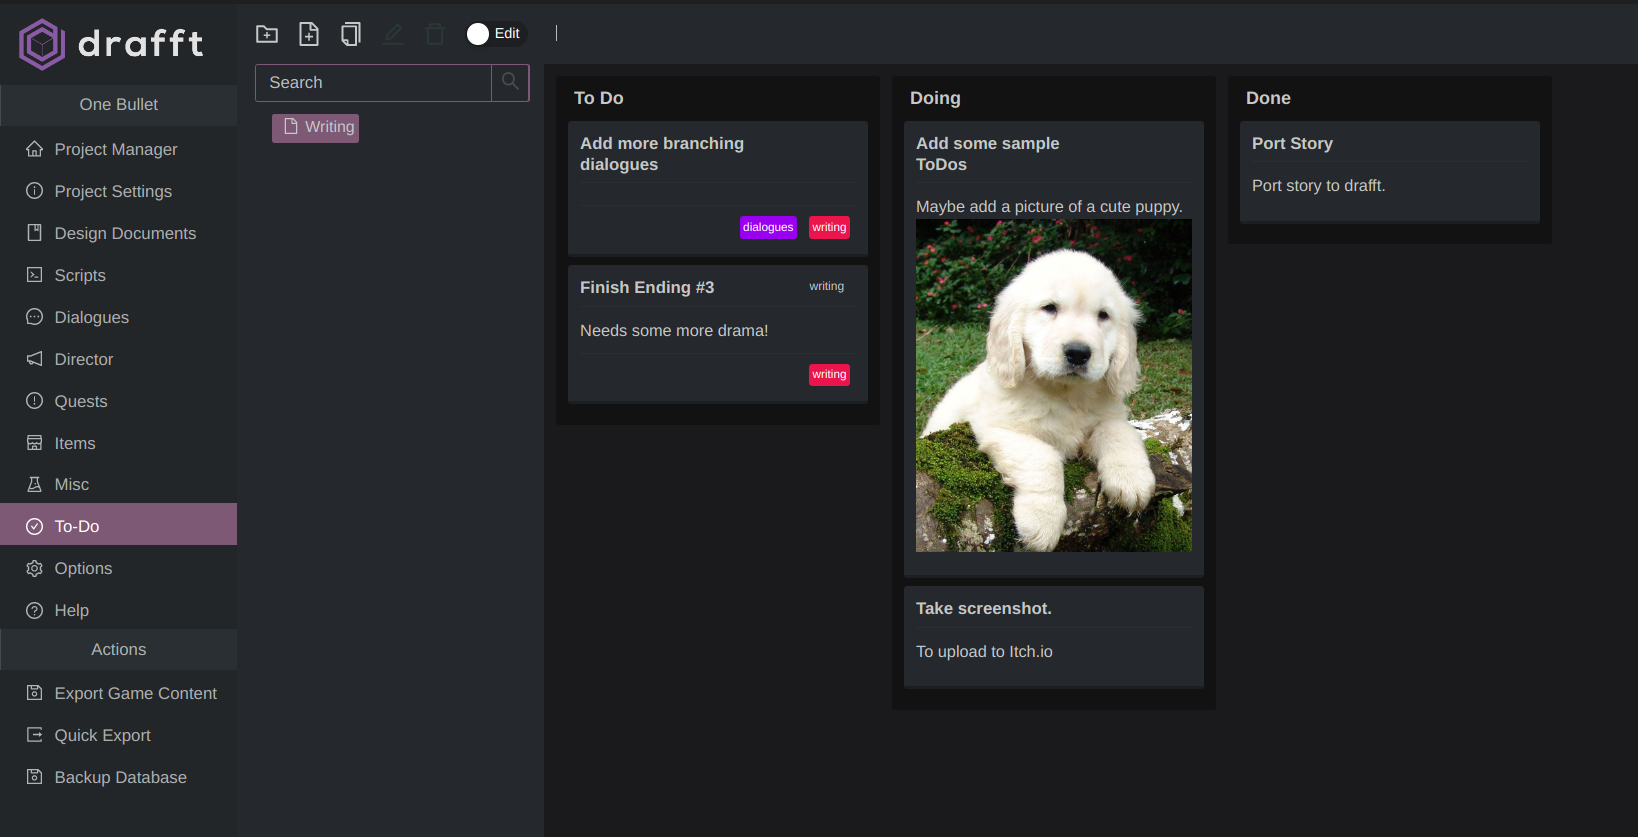 drafft
One Bullet
Project Manager
Project Settings
Design Documents
Scripts
Dialogues
Director
Quests
Items
Misc
To-Do
Options
Help
Actions
Export Game Content
Quick Export
Backup Database
Edit
Search
Writing
To Do
Add more branching
dialogues
dialogues writing
Finish Ending #3 writing
Needs some more drama!
writing
Doing
Add some sample
ToDos
Maybe add a picture of a cute puppy.
Take screenshot.
To upload to Itch.io
Done
Port Story
Port story to drafft.